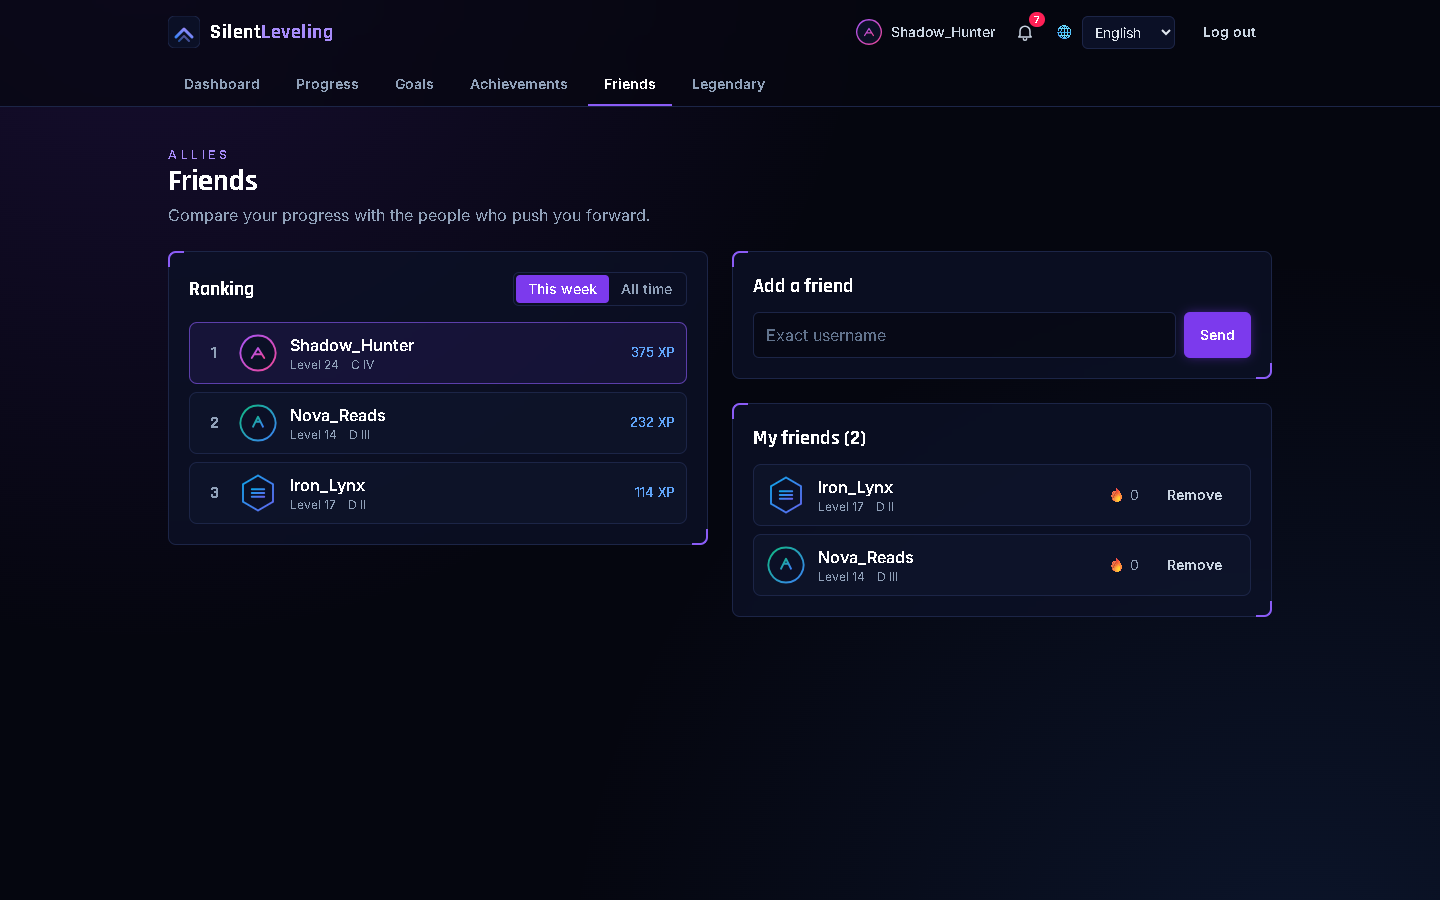 SilentLeveling
Shadow_Hunter
7
English
Log out
Dashboard
Progress
Goals
Achievements
Friends
Legendary
ALLIES
Friends
Compare your progress with the people who push you forward.
Ranking
This week
All time
1
Shadow_Hunter
Level 24 C IV
375 XP
2
Nova_Reads
Level 14 D III
232 XP
3
Iron_Lynx
Level 17 D II
114 XP
Add a friend
Exact username
Send
My friends (2)
Iron_Lynx
Level 17 D II
0
Remove
Nova_Reads
Level 14 D III
0
Remove